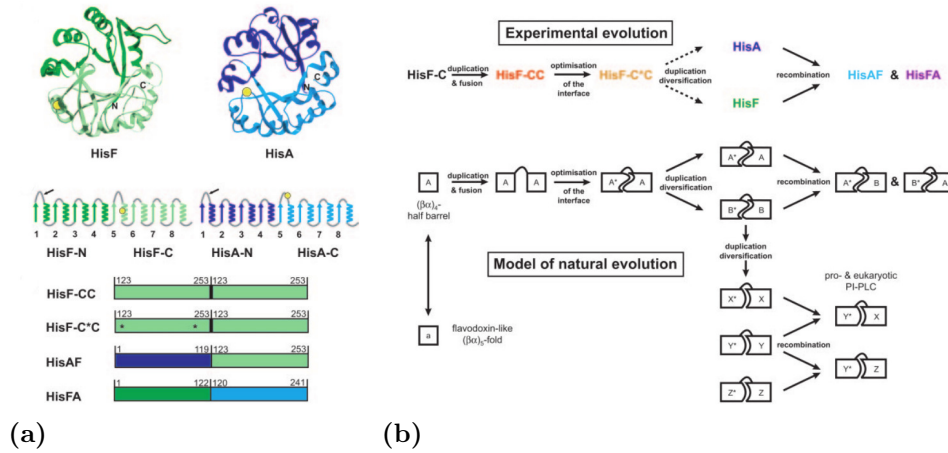 C
N
HisF
C
N
HisA
1 2 3 4 5 6 7 8 1 2 3 4 5 6 7 8
HisF-N HisF-C HisA-N HisA-C
123 253 123 253
HisF-CC
123 253 123 253
HisF-C*C
* *
1 119 123 253
HisAF
1 122 120 241
HisFA
(a)
Experimental evolution
HisF-C
duplication
& fusion
HisF-CC
optimisation
of the
interface
HisF-C*C
duplication
diversification
HisA
HisF
recombination
HisAF & HisFA
A
(βα)₄-
half barrel
duplication
& fusion
A A
optimisation
of the
interface
A* A
duplication
diversification
A* A
B* B
recombination
A* B & B* A
duplication
diversification
Model of natural evolution
a
flavodoxin-like
(βα)₅-fold
X* X
Y* Y
Z* Z
recombination
pro- & eukaryotic
PI-PLC
Y* X
Y* Z
(b)